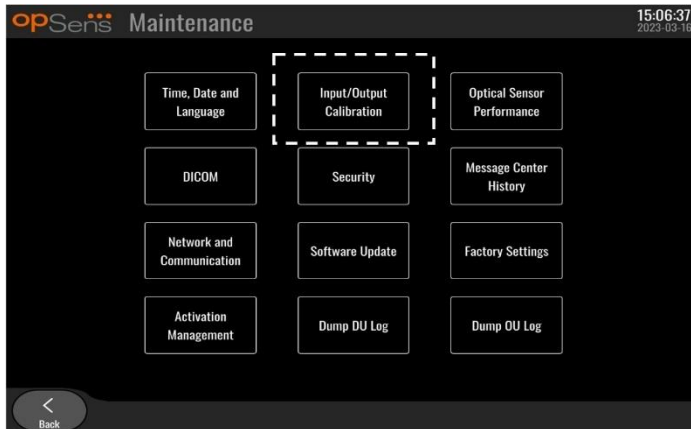 opSens Maintenance
15:06:37
2023-03-16
Time, Date and
Language
Input/Output
Calibration
Optical Sensor
Performance
DICOM
Security
Message Center
History
Network and
Communication
Software Update
Factory Settings
Activation
Management
Dump DU Log
Dump OU Log
Back